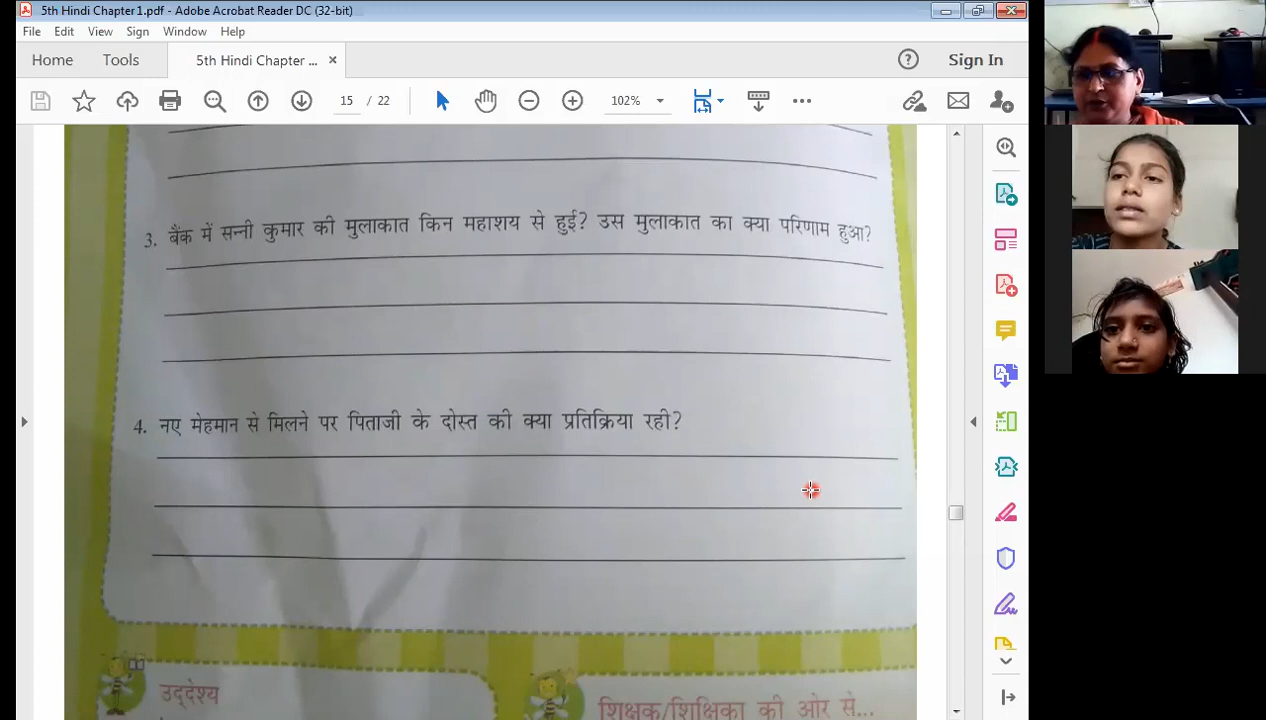 5th Hindi Chapter 1.pdf - Adobe Acrobat Reader DC (32-bit)
File Edit View Sign Window Help
Home Tools 5th Hindi Chapter ... × Sign In
15 / 22 102%
3. बैंक में सन्नी कुमार की मुलाकात किन महाशय से हुई? उस मुलाकात का क्या परिणाम हुआ?
4. नए मेहमान से मिलने पर पिताजी के दोस्त की क्या प्रतिक्रिया रही?
उद्देश्य
शिक्षक/शिक्षिका की ओर से...